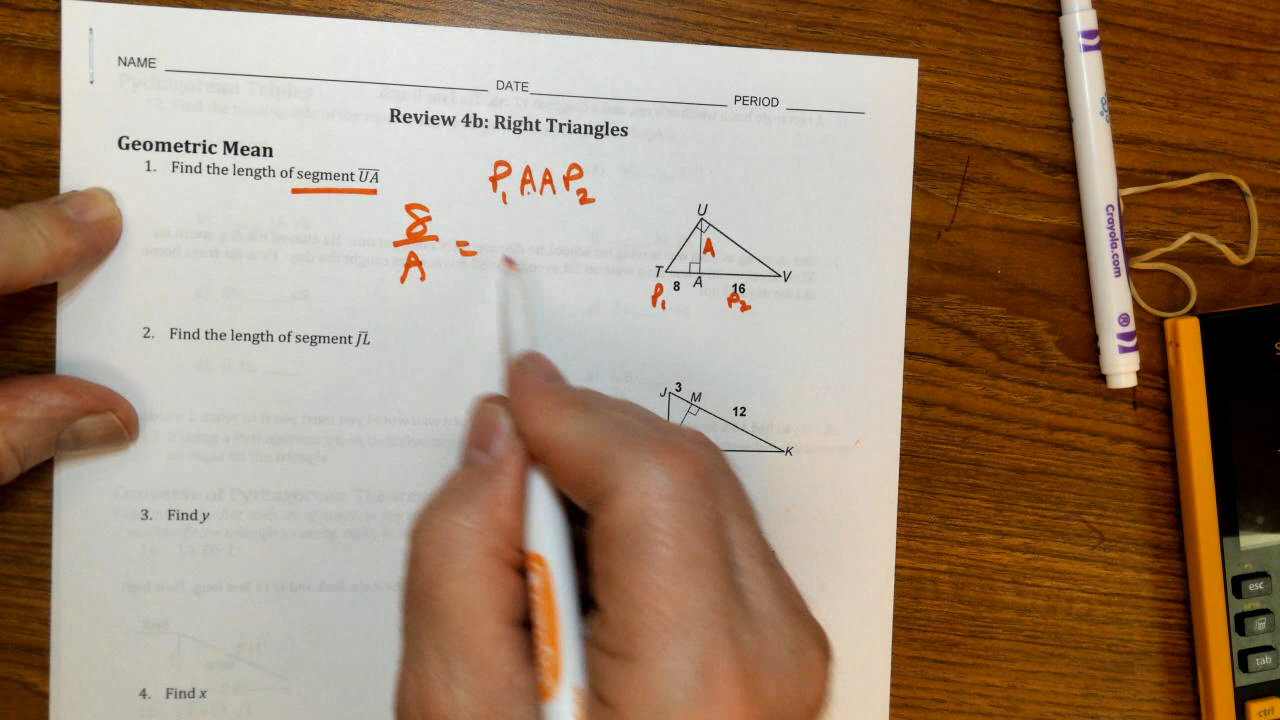 NAME
DATE
PERIOD
Review 4b: Right Triangles
Geometric Mean
1. Find the length of segment U̅A̅
P₁ A A P₂
8
A
=
U
A
T
A
V
8
16
P₁
P₂
2. Find the length of segment J̅L̅
J
3
M
12
K
3. Find y
4. Find x
Crayola.com
®
esc
tab
ctrl